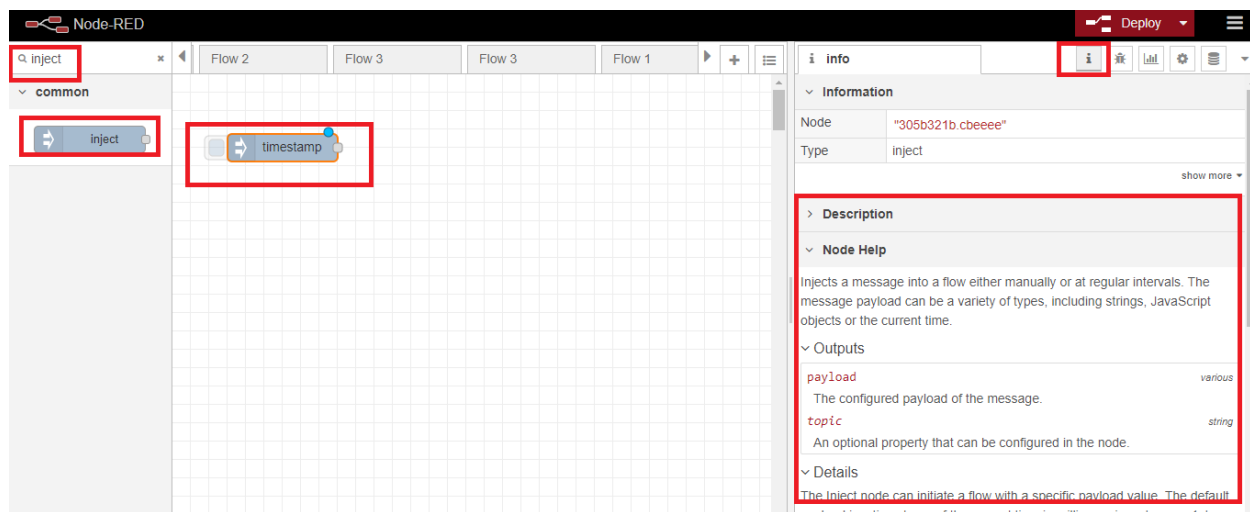 Node-RED
Deploy
inject
Flow 2
Flow 3
Flow 3
Flow 1
info
common
inject
timestamp
Information
Node
"305b321b.cbeeee"
Type
inject
show more
Description
Node Help
Injects a message into a flow either manually or at regular intervals. The
message payload can be a variety of types, including strings, JavaScript
objects or the current time.
Outputs
payload
various
The configured payload of the message.
topic
string
An optional property that can be configured in the node.
Details
The Inject node can initiate a flow with a specific payload value. The default